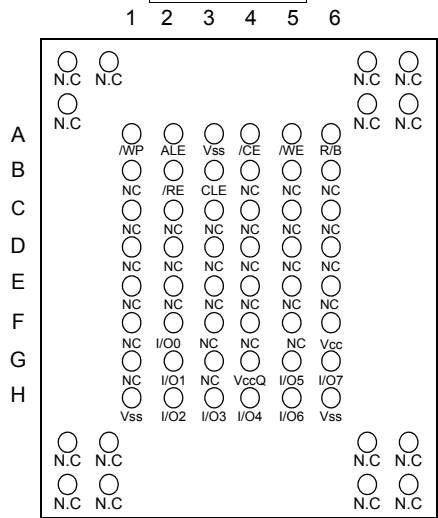 1 2 3 4 5 6
N.C N.C N.C N.C
N.C N.C N.C
A
/WP ALE Vss /CE /WE R/B
B
NC /RE CLE NC NC NC
C
NC NC NC NC NC NC
D
NC NC NC NC NC NC
E
NC NC NC NC NC NC
F
NC I/O0 NC NC NC Vcc
G
NC I/O1 NC VccQ I/O5 I/O7
H
Vss I/O2 I/O3 I/O4 I/O6 Vss
N.C N.C N.C N.C
N.C N.C N.C N.C